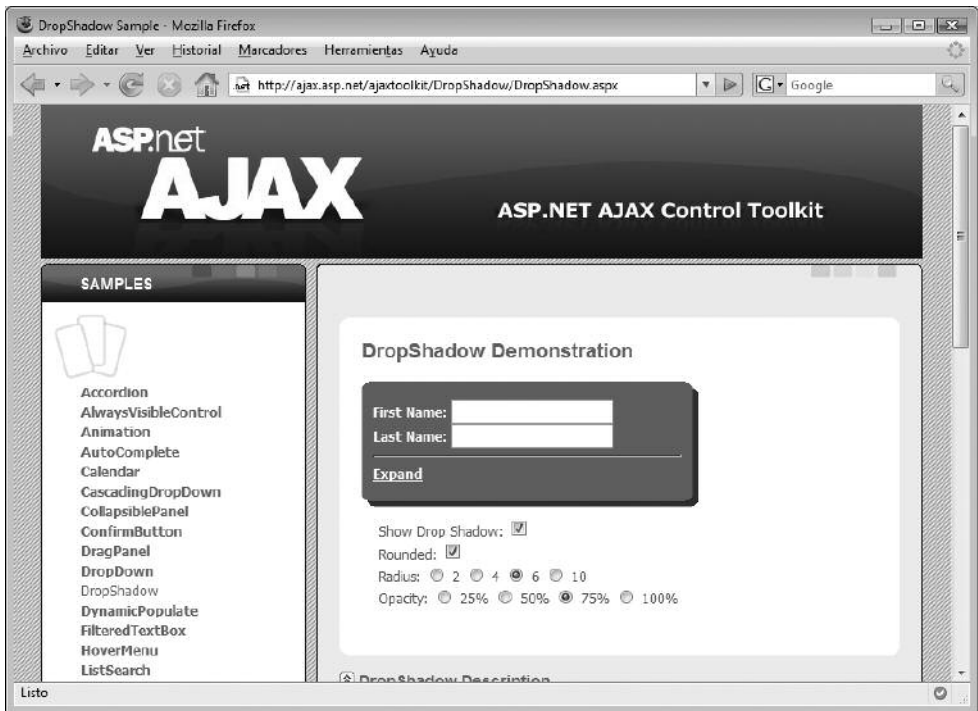 DropShadow Sample - Mozilla Firefox
Archivo Editar Ver Historial Marcadores Herramientas Ayuda
.net http://ajax.asp.net/ajaxtoolkit/DropShadow/DropShadow.aspx G Google
ASP.net
AJAX
ASP.NET AJAX Control Toolkit
SAMPLES
Accordion
AlwaysVisibleControl
Animation
AutoComplete
Calendar
CascadingDropDown
CollapsiblePanel
ConfirmButton
DragPanel
DropDown
DropShadow
DynamicPopulate
FilteredTextBox
HoverMenu
ListSearch
DropShadow Demonstration
First Name:
Last Name:
Expand
Show Drop Shadow:
Rounded:
Radius: 2 4 6 10
Opacity: 25% 50% 75% 100%
DropShadow Description
Listo